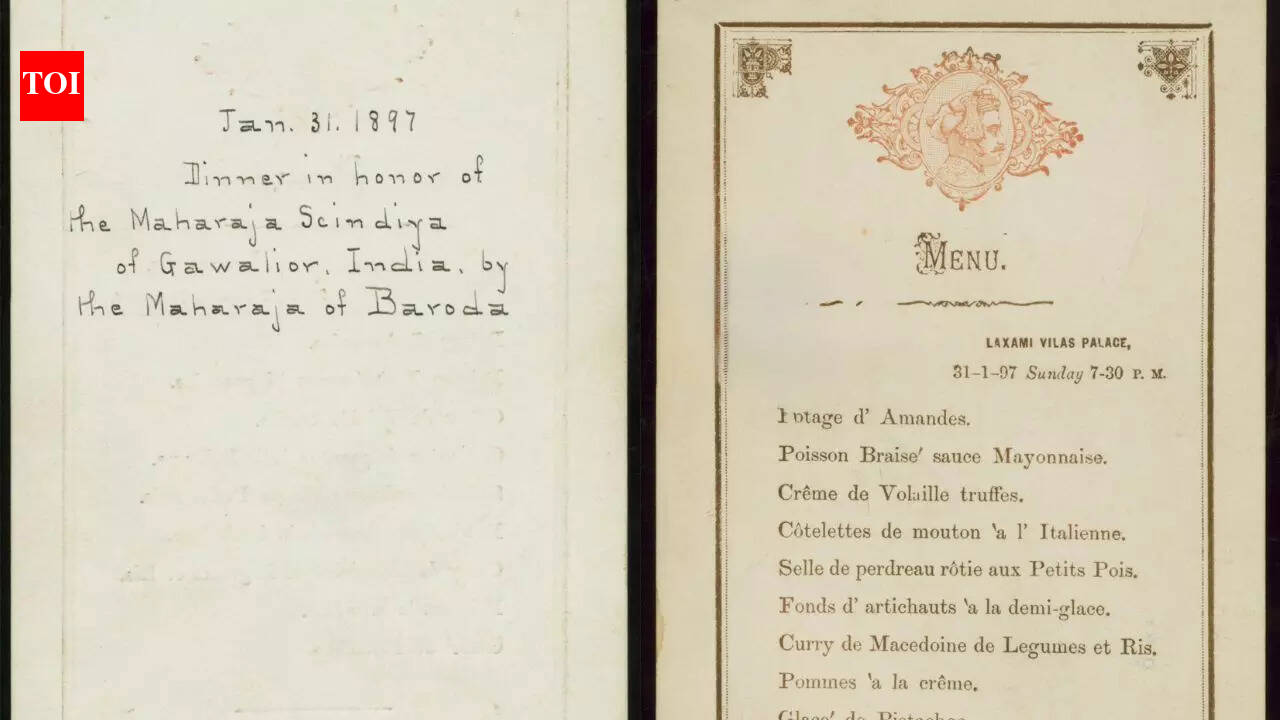 TOI
Jan. 31. 1897
Dinner in honor of
the Maharaja Scindiya
of Gawalior, India, by
the Maharaja of Baroda
MENU.
LAXAMI VILAS PALACE,
31-1-97 Sunday 7-30 P. M.
Potage d' Amandes.
Poisson Braise' sauce Mayonnaise.
Crême de Volaille truffes.
Côtelettes de mouton 'a l' Italienne.
Selle de perdreau rôtie aux Petits Pois.
Fonds d' artichauts 'a la demi-glace.
Curry de Macedoine de Legumes et Ris.
Pommes 'a la crême.
Glace' de Pistaches